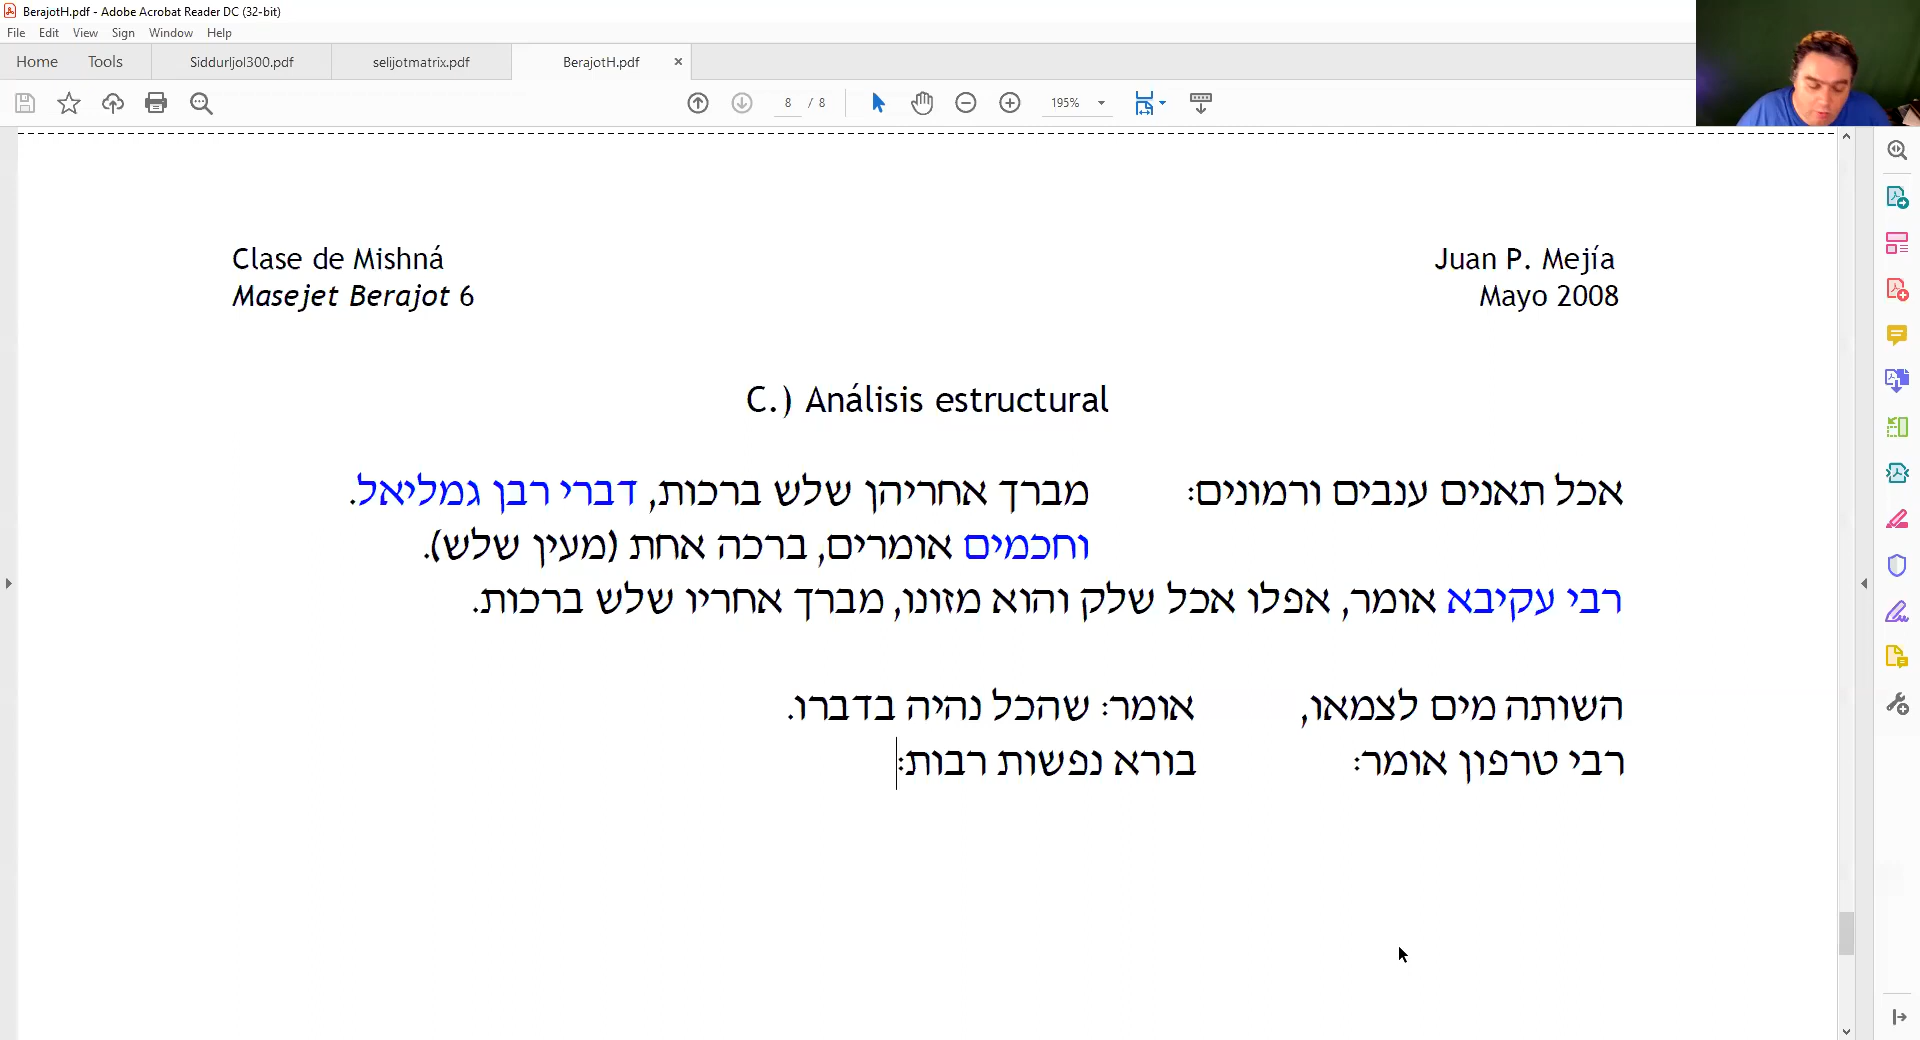 BerajotH.pdf - Adobe Acrobat Reader DC (32-bit)
File Edit View Sign Window Help
Home Tools SiddurIjol300.pdf selijotmatrix.pdf BerajotH.pdf ×
8 / 8 195%
Clase de Mishná Juan P. Mejía
Masejet Berajot 6 Mayo 2008
C.) Análisis estructural
אכל תאנים ענבים ורמונים: מברך אחריהן שלש ברכות, דברי רבן גמליאל.
וחכמים אומרים, ברכה אחת (מעין שלש).
רבי עקיבא אומר, אפלו אכל שלק והוא מזונו, מברך אחריו שלש ברכות.
השותה מים לצמאו, אומר: שהכל נהיה בדברו.
רבי טרפון אומר: בורא נפשות רבות: